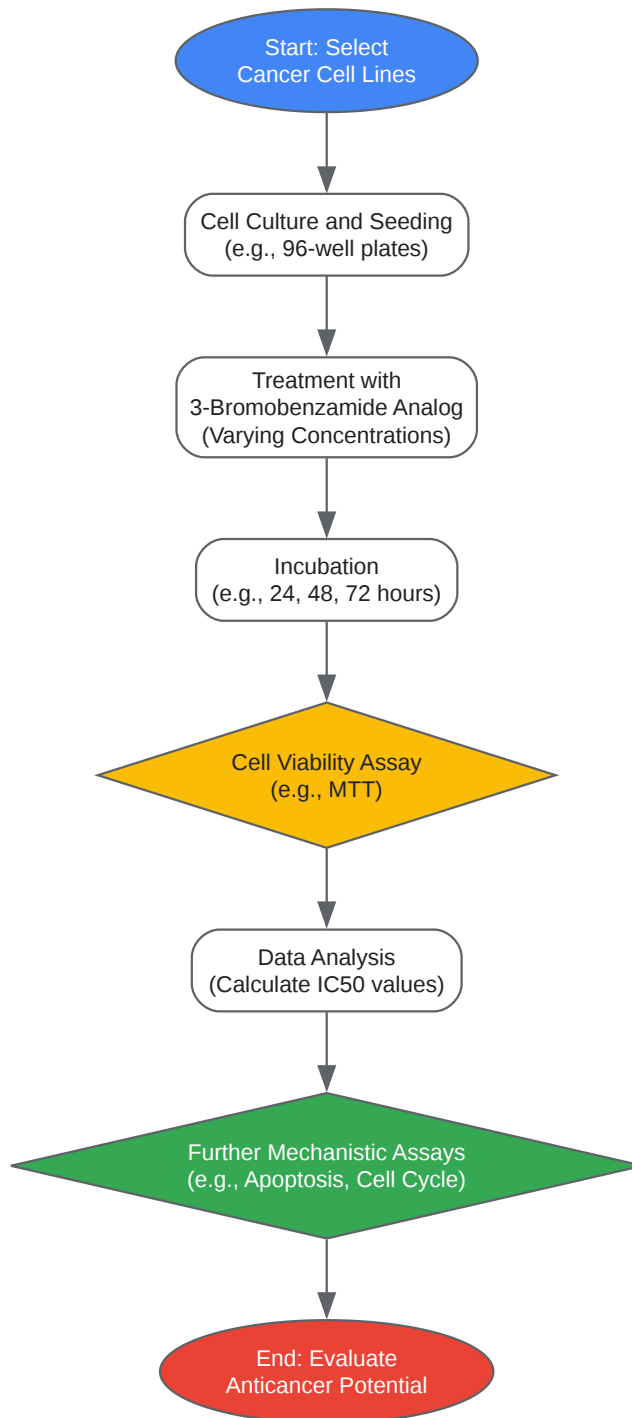 Start: Select
Cancer Cell Lines
Cell Culture and Seeding
(e.g., 96-well plates)
Treatment with
3-Bromobenzamide Analog
(Varying Concentrations)
Incubation
(e.g., 24, 48, 72 hours)
Cell Viability Assay
(e.g., MTT)
Data Analysis
(Calculate IC50 values)
Further Mechanistic Assays
(e.g., Apoptosis, Cell Cycle)
End: Evaluate
Anticancer Potential